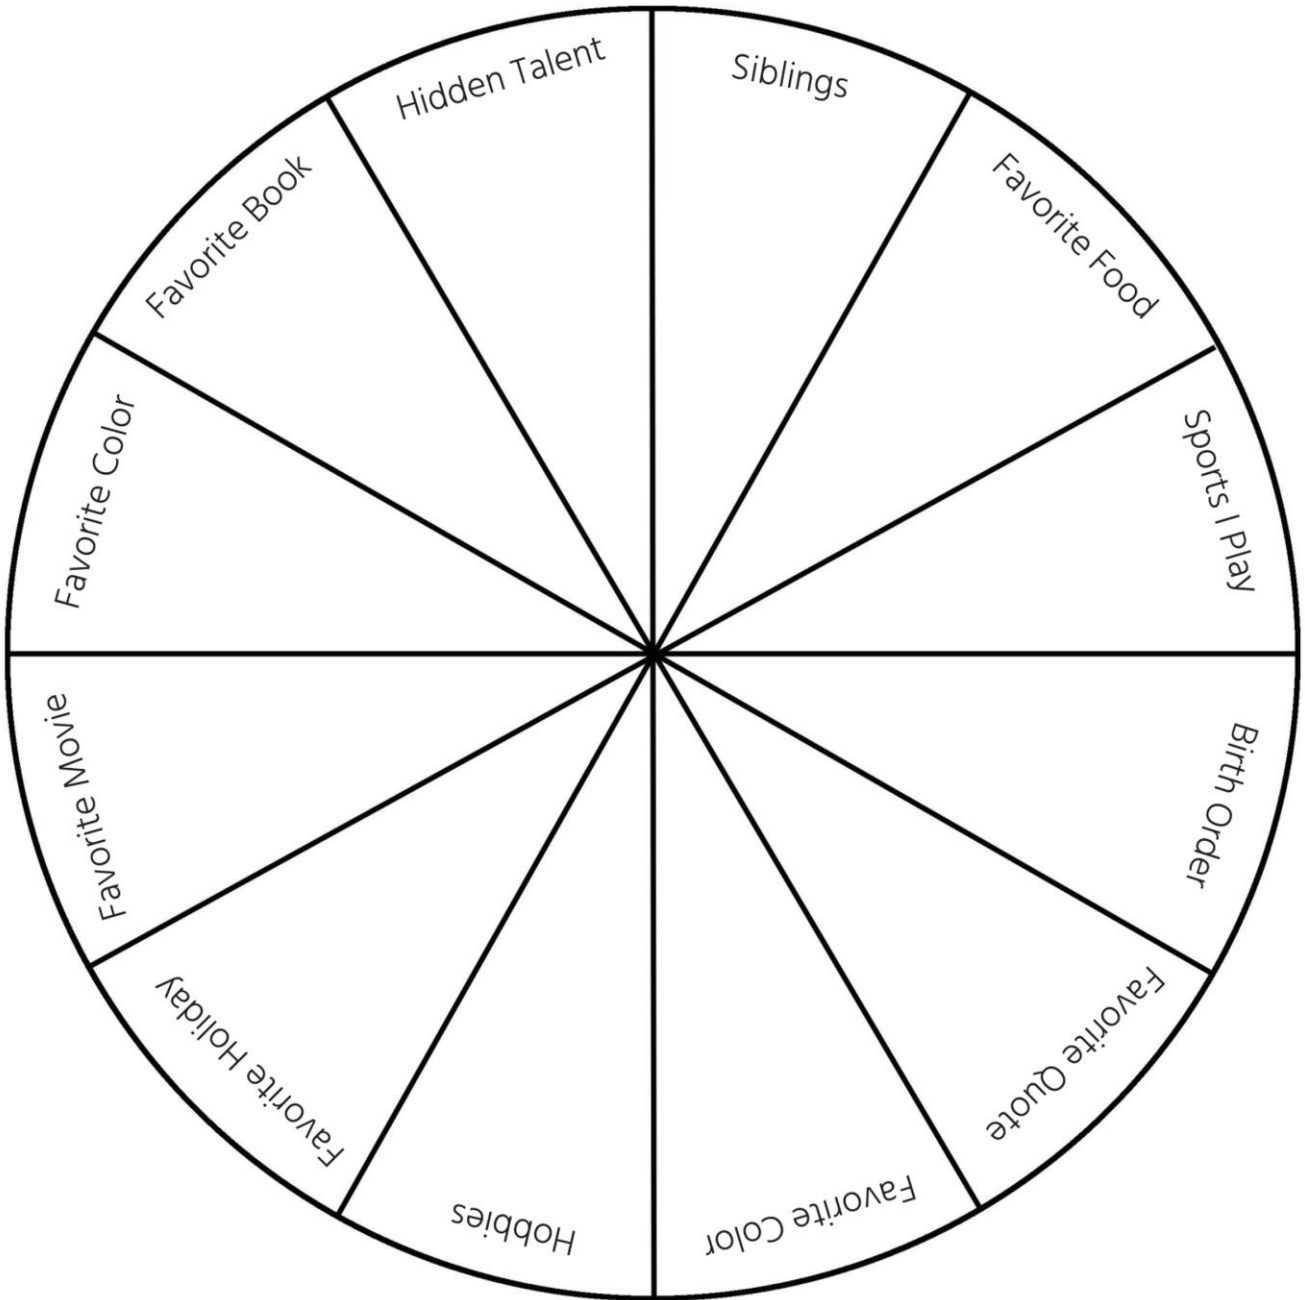 Siblings
Favorite Food
Sports I Play
Birth Order
Favorite Quote
Favorite Color
Hobbies
Favorite Holiday
Favorite Movie
Favorite Color
Favorite Book
Hidden Talent